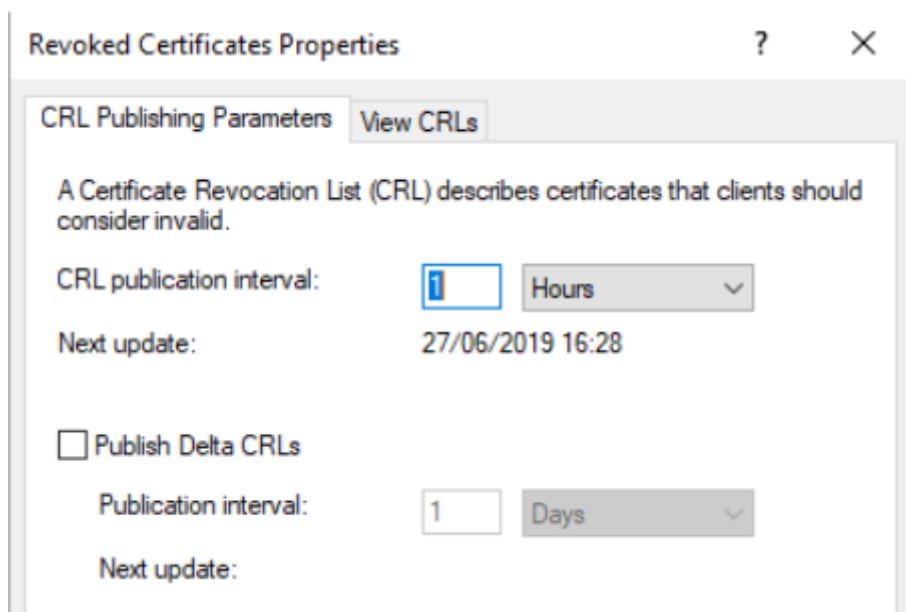 Revoked Certificates Properties ?
CRL Publishing Parameters View CRLs
A Certificate Revocation List (CRL) describes certificates that clients should
consider invalid.
CRL publication interval: 1 Hours
Next update: 27/06/2019 16:28
Publish Delta CRLs
Publication interval: 1 Days
Next update: